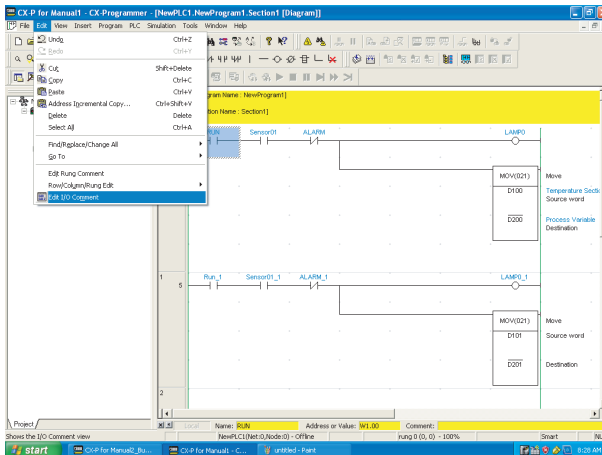 CX-P for Manual1 - CX-Programmer - [NewPLC1.NewProgram1.Section1 [Diagram]]
File Edit View Insert Program PLC Simulation Tools Window Help
Undo Ctrl+Z
Redo Ctrl+Y
Cut Shift+Delete
Copy Ctrl+C
Paste Ctrl+V
Address Incremental Copy... Ctrl+Shift+V
Delete Delete
Select All Ctrl+A
Find/Replace/Change All
Go To
Edit Rung Comment
Row/Column/Rung Edit
Edit I/O Comment
gram Name : NewProgram1]
tion Name : Section1]
RUN Sensor01 ALARM LAMP0
MOV(021) Move
D100 Temperature Sectio
Source word
D200 Process Variable
Destination
1
5
Run_1 Sensor01_1 ALARM_1 LAMP0_1
MOV(021) Move
D101 Source word
D201 Destination
2
Project
Local Name: RUN Address or Value: W1.00 Comment:
Shows the I/O Comment view NewPLC1(Net:0,Node:0) - Offline rung 0 (0, 0) - 100% Smart NU
start CX-P for Manual2_Bu... CX-P for Manual1 - C... untitled - Paint 8:28 AM